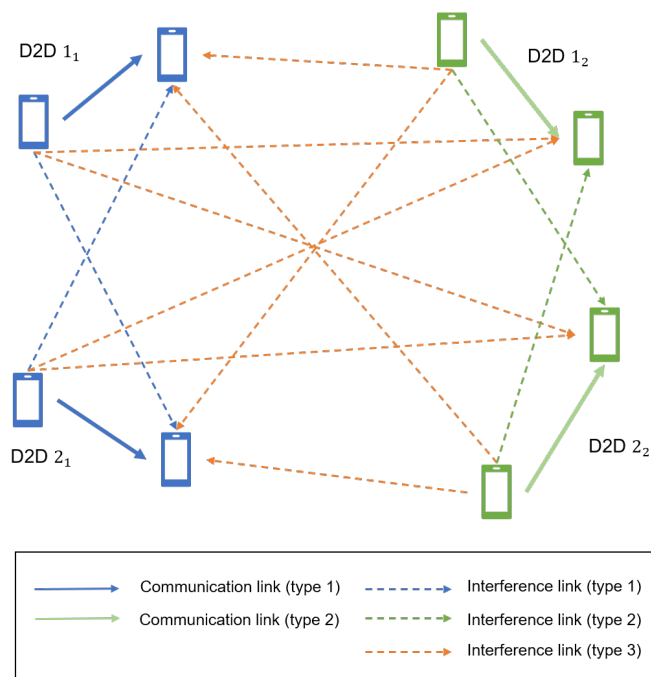 D2D 1₁
D2D 1₂
D2D 2₁
D2D 2₂
Communication link (type 1)
Interference link (type 1)
Communication link (type 2)
Interference link (type 2)
Interference link (type 3)